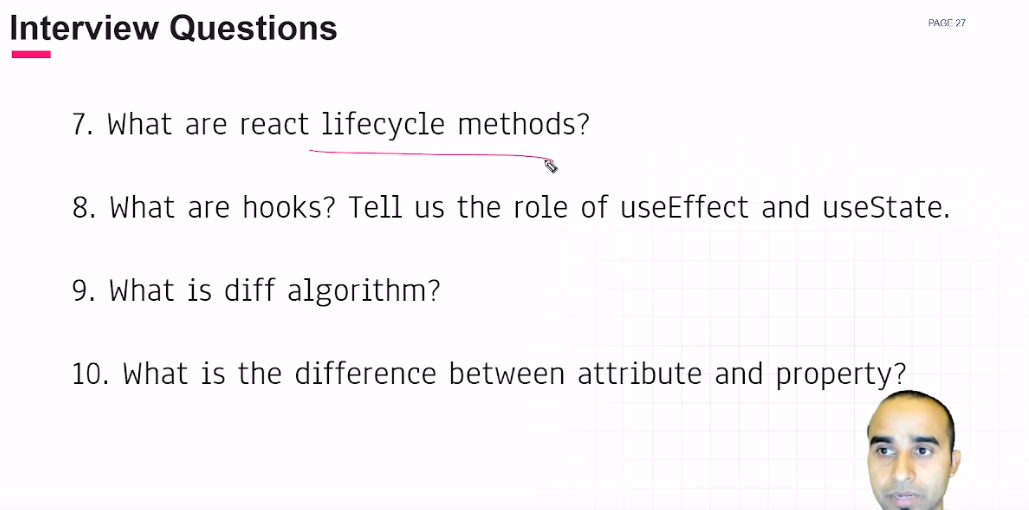 Interview Questions
PAGE 27
7. What are react lifecycle methods?
8. What are hooks? Tell us the role of useEffect and useState.
9. What is diff algorithm?
10. What is the difference between attribute and property?